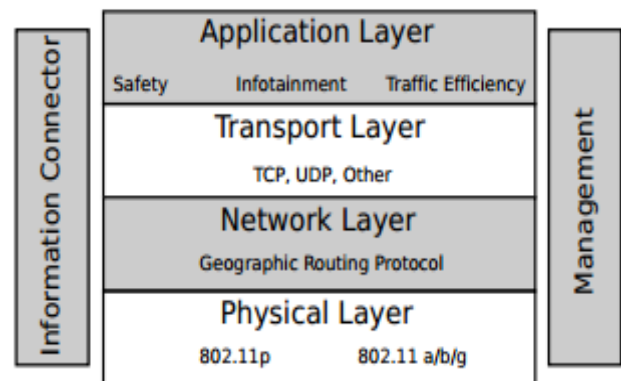 Information Connector
Application Layer
Safety Infotainment Traffic Efficiency
Transport Layer
TCP, UDP, Other
Network Layer
Geographic Routing Protocol
Physical Layer
802.11p 802.11 a/b/g
Management